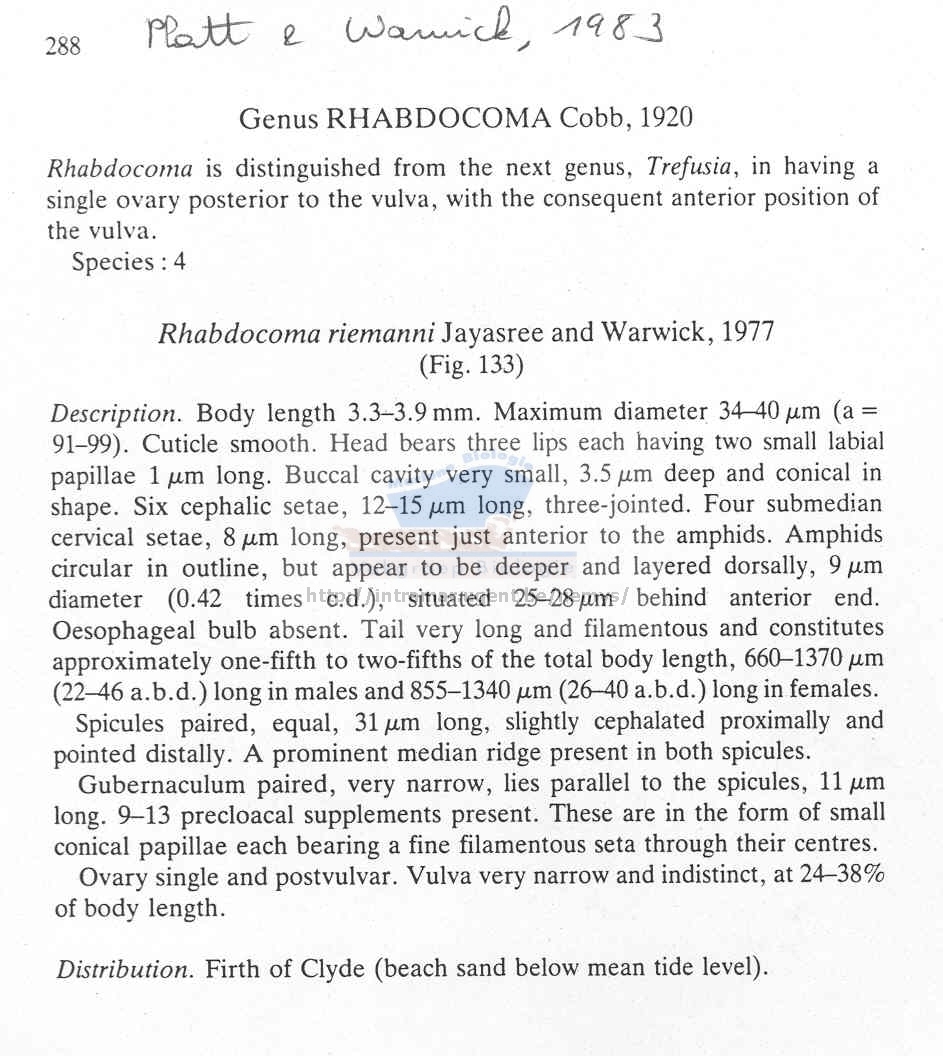 288 Platt & Warwick, 1983
Genus RHABDOCOMA Cobb, 1920
Rhabdocoma is distinguished from the next genus, Trefusia, in having a
single ovary posterior to the vulva, with the consequent anterior position of
the vulva.
Species : 4
Rhabdocoma riemanni Jayasree and Warwick, 1977
(Fig. 133)
Description. Body length 3.3–3.9 mm. Maximum diameter 34–40 μm (a =
91–99). Cuticle smooth. Head bears three lips each having two small labial
papillae 1 μm long. Buccal cavity very small, 3.5 μm deep and conical in
shape. Six cephalic setae, 12–15 μm long, three-jointed. Four submedian
cervical setae, 8 μm long, present just anterior to the amphids. Amphids
circular in outline, but appear to be deeper and layered dorsally, 9 μm
diameter (0.42 times c.d.), situated 25–28 μm behind anterior end.
Oesophageal bulb absent. Tail very long and filamentous and constitutes
approximately one-fifth to two-fifths of the total body length, 660–1370 μm
(22–46 a.b.d.) long in males and 855–1340 μm (26–40 a.b.d.) long in females.
Spicules paired, equal, 31 μm long, slightly cephalated proximally and
pointed distally. A prominent median ridge present in both spicules.
Gubernaculum paired, very narrow, lies parallel to the spicules, 11 μm
long. 9–13 precloacal supplements present. These are in the form of small
conical papillae each bearing a fine filamentous seta through their centres.
Ovary single and postvulvar. Vulva very narrow and indistinct, at 24–38%
of body length.
Distribution. Firth of Clyde (beach sand below mean tide level).